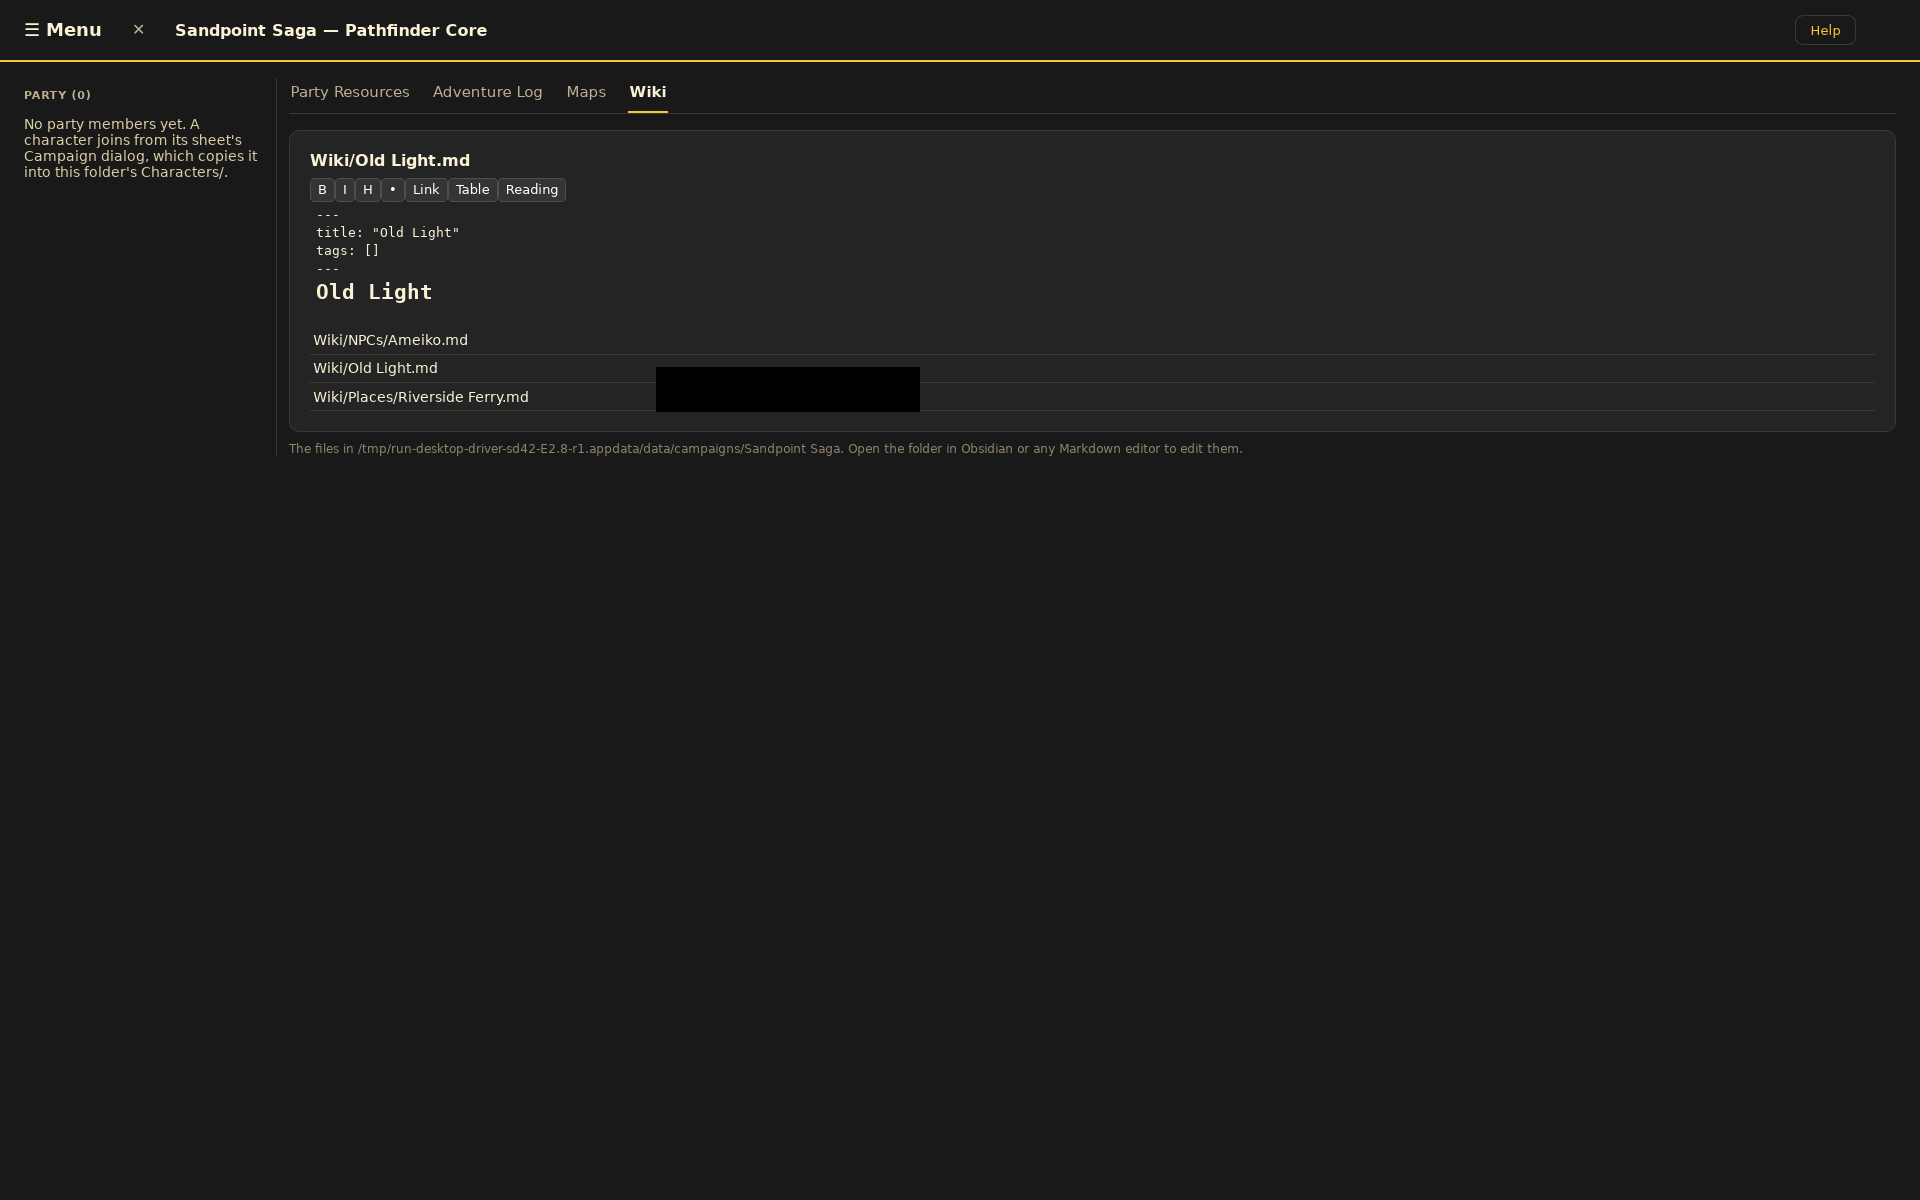 ☰ Menu ✕ Sandpoint Saga — Pathfinder Core Help
PARTY (0)
No party members yet. A
character joins from its sheet's
Campaign dialog, which copies it
into this folder's Characters/.
Party Resources Adventure Log Maps Wiki
Wiki/Old Light.md
B I H • Link Table Reading
---
title: "Old Light"
tags: []
---
Old Light
Wiki/NPCs/Ameiko.md
Wiki/Old Light.md
Wiki/Places/Riverside Ferry.md
The files in /tmp/run-desktop-driver-sd42-E2.8-r1.appdata/data/campaigns/Sandpoint Saga. Open the folder in Obsidian or any Markdown editor to edit them.